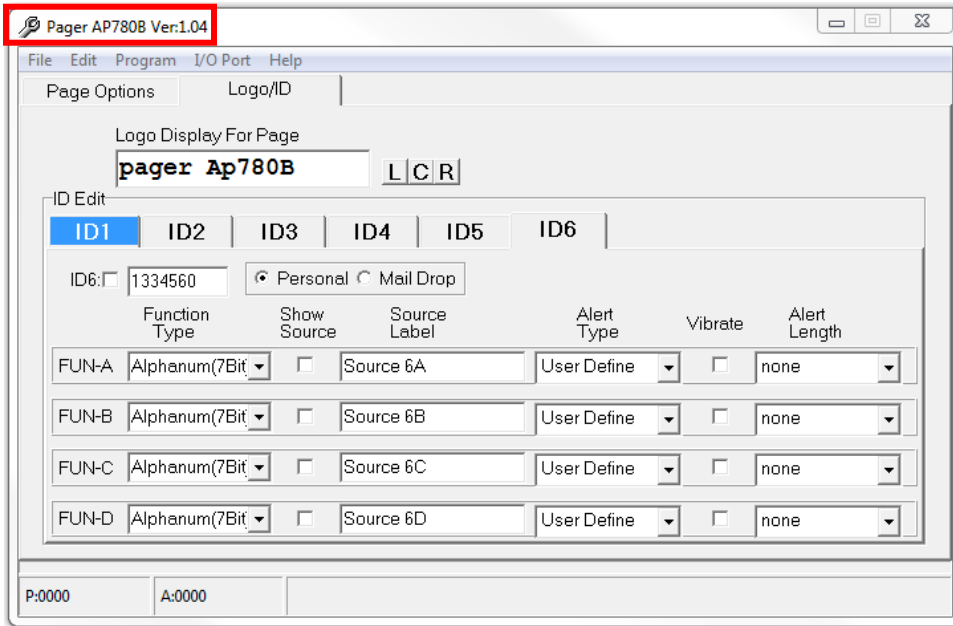 Pager AP780B Ver:1.04
File Edit Program I/O Port Help
Page Options Logo/ID
Logo Display For Page
pager Ap780B L C R
ID Edit
ID1 ID2 ID3 ID4 ID5 ID6
ID6: 1334560 Personal Mail Drop
Function Type Show Source Source Label Alert Type Vibrate Alert Length
FUN-A Alphanum(7Bit Source 6A User Define none
FUN-B Alphanum(7Bit Source 6B User Define none
FUN-C Alphanum(7Bit Source 6C User Define none
FUN-D Alphanum(7Bit Source 6D User Define none
P:0000 A:0000